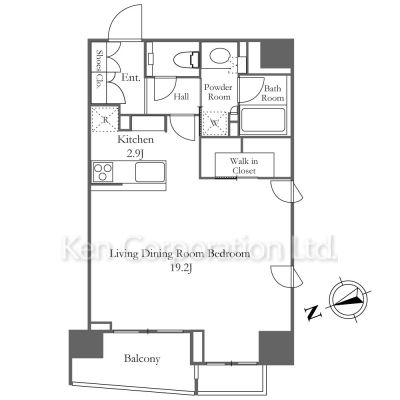 Shoes Clo.
Ent.
Hall
Powder
Room
Bath
Room
R
W
Kitchen
2.9J
Walk in
Closet
Ken Corporation Ltd.
Living Dining Room Bedroom
19.2J
N
Balcony